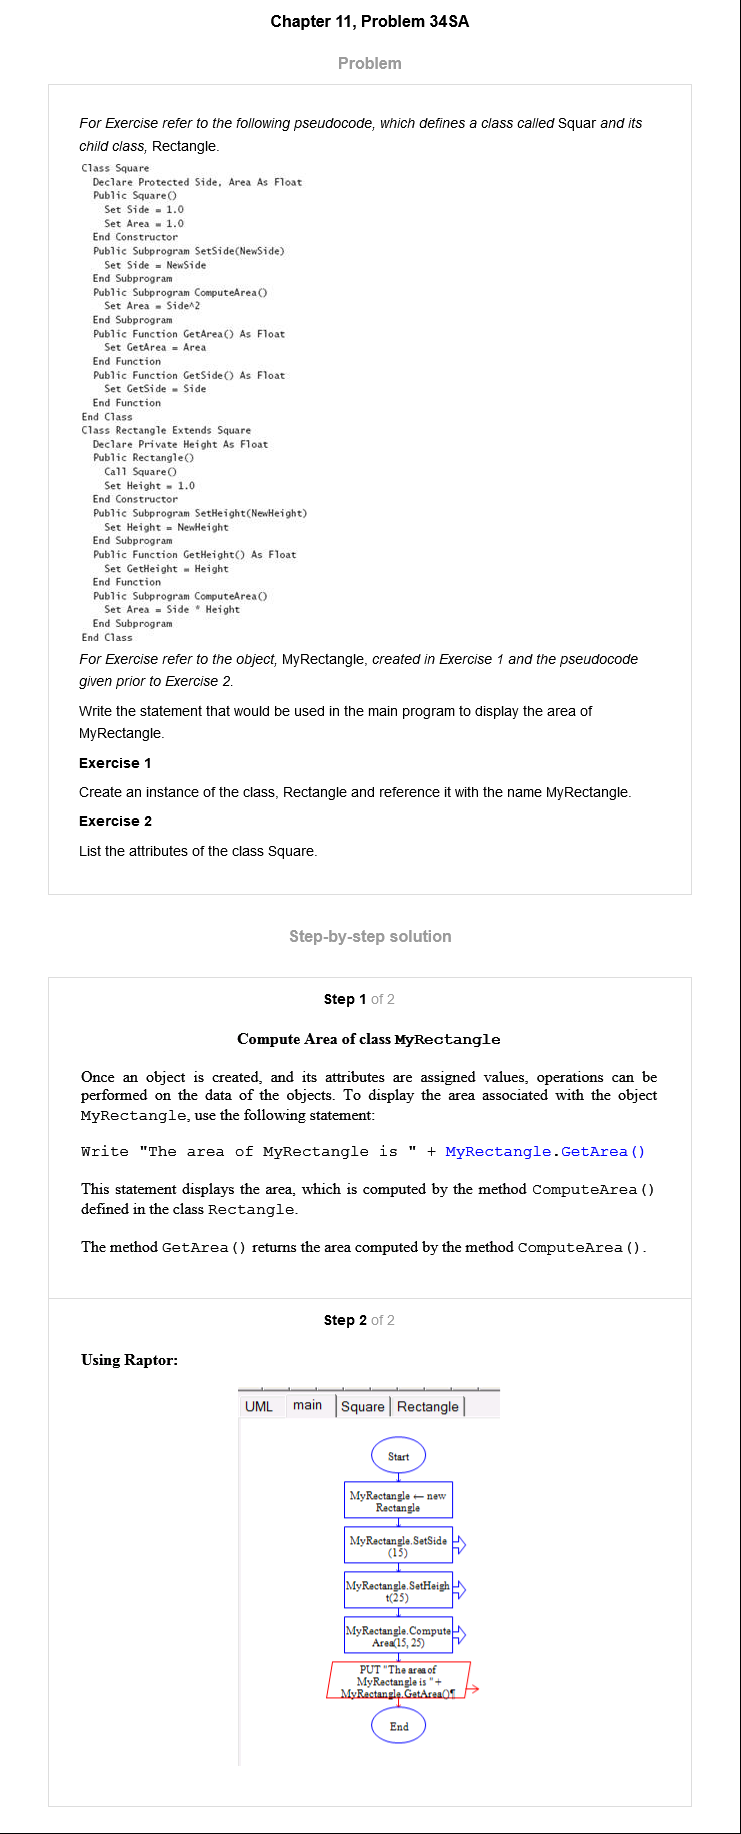 Chapter 11, Problem 34SA
Problem
For Exercise refer to the following pseudocode, which defines a class called Squar and its
child class, Rectangle.
Class Square
Declare Protected Side, Area As Float
Public Square()
Set Side = 1.0
Set Area = 1.0
End Constructor
Public Subprogram SetSide(NewSide)
Set Side = NewSide
End Subprogram
Public Subprogram ComputeArea()
Set Area = Side^2
End Subprogram
Public Function GetArea() As Float
Set GetArea = Area
End Function
Public Function GetSide() As Float
Set GetSide = Side
End Function
End Class
Class Rectangle Extends Square
Declare Private Height As Float
Public Rectangle()
Call Square()
Set Height = 1.0
End Constructor
Public Subprogram SetHeight(NewHeight)
Set Height = NewHeight
End Subprogram
Public Function GetHeight() As Float
Set GetHeight = Height
End Function
Public Subprogram ComputeArea()
Set Area = Side * Height
End Subprogram
End Class
For Exercise refer to the object, MyRectangle, created in Exercise 1 and the pseudocode
given prior to Exercise 2.
Write the statement that would be used in the main program to display the area of
MyRectangle.
Exercise 1
Create an instance of the class, Rectangle and reference it with the name MyRectangle.
Exercise 2
List the attributes of the class Square.
Step-by-step solution
Step 1 of 2
Compute Area of class MyRectangle
Once an object is created, and its attributes are assigned values, operations can be
performed on the data of the objects. To display the area associated with the object
MyRectangle, use the following statement:
Write "The area of MyRectangle is " + MyRectangle.GetArea()
This statement displays the area, which is computed by the method ComputeArea()
defined in the class Rectangle.
The method GetArea() returns the area computed by the method ComputeArea().
Step 2 of 2
Using Raptor:
UML main Square Rectangle
Start
MyRectangle ← new
Rectangle
MyRectangle.SetSide
(15)
MyRectangle.SetHeigh
t(25)
MyRectangle.Compute
Area(15, 25)
PUT "The area of
MyRectangle is "+
MyRectangle.GetArea()¶
End